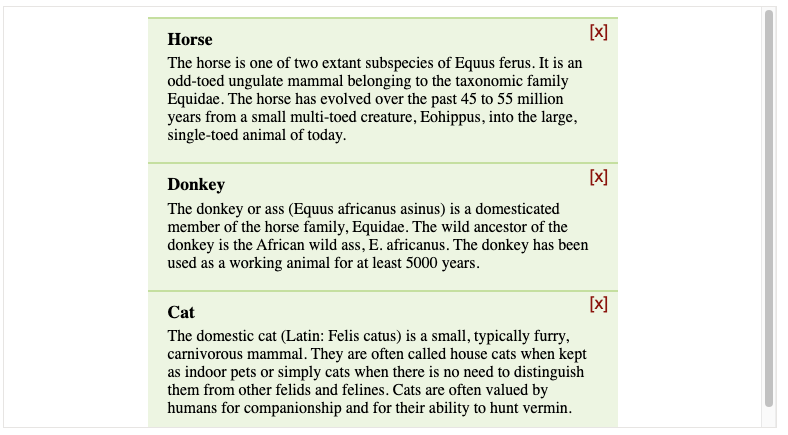 Horse
[x]
The horse is one of two extant subspecies of Equus ferus. It is an
odd-toed ungulate mammal belonging to the taxonomic family
Equidae. The horse has evolved over the past 45 to 55 million
years from a small multi-toed creature, Eohippus, into the large,
single-toed animal of today.
Donkey
[x]
The donkey or ass (Equus africanus asinus) is a domesticated
member of the horse family, Equidae. The wild ancestor of the
donkey is the African wild ass, E. africanus. The donkey has been
used as a working animal for at least 5000 years.
Cat
[x]
The domestic cat (Latin: Felis catus) is a small, typically furry,
carnivorous mammal. They are often called house cats when kept
as indoor pets or simply cats when there is no need to distinguish
them from other felids and felines. Cats are often valued by
humans for companionship and for their ability to hunt vermin.